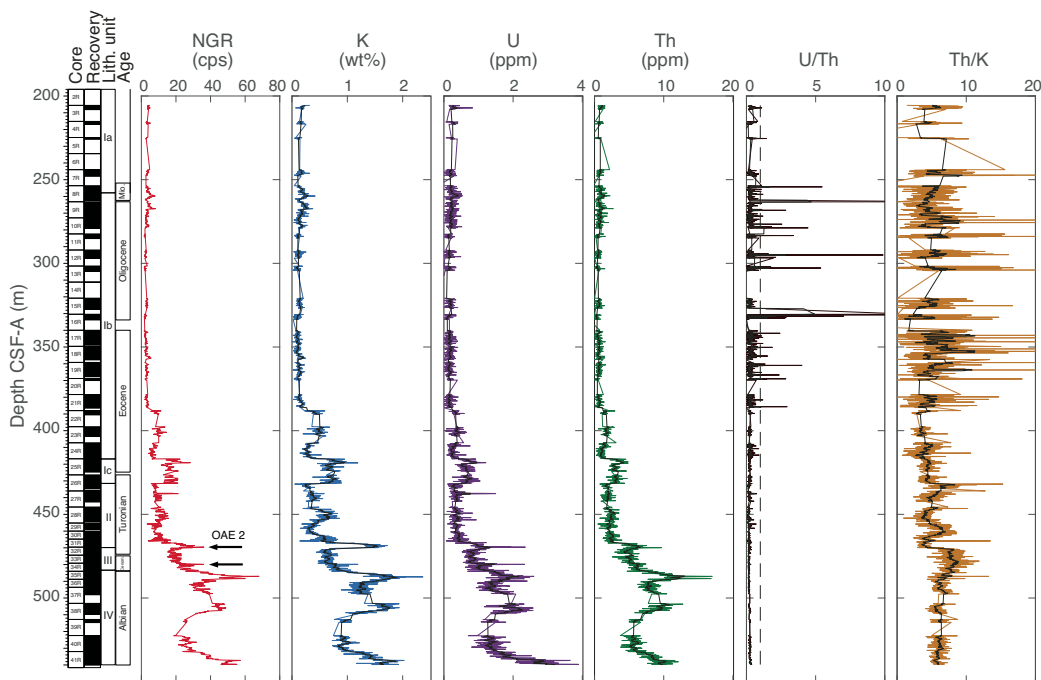 Core Recovery Lith. unit Age
NGR K U Th U/Th Th/K
(cps) (wt%) (ppm) (ppm)
0 20 40 60 80 0 1 2 0 2 4 0 5 10 15 20 0 5 10 0 5 10 15 20
Depth CSF-A (m)
200
250
300
350
400
450
500
2R
3R
4R
5R
6R
7R
8R
9R
10R
11R
12R
13R
14R
15R
16R
17R
18R
19R
20R
21R
22R
23R
24R
25R
26R
27R
28R
29R
30R
31R
32R
33R
34R
35R
36R
37R
38R
39R
40R
41R
Ia
Ib
Ic
II
III
IV
Mio.
Oligocene
Eocene
Turonian
Albian
OAE 2